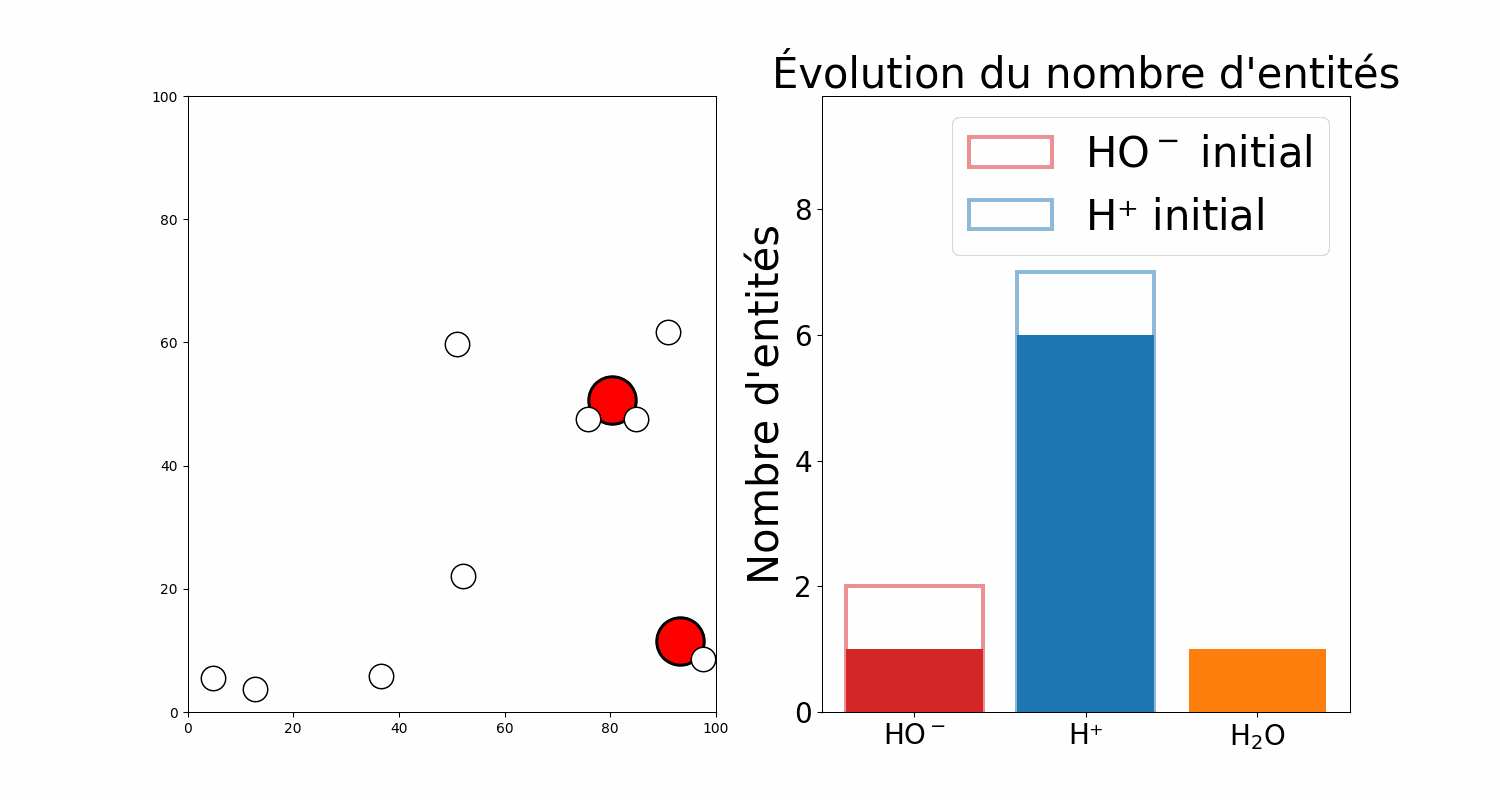 Évolution du nombre d'entités
100
80
60
40
20
0
0 20 40 60 80 100
Nombre d'entités
8
6
4
2
0
HO⁻ initial
H⁺ initial
HO⁻ H⁺ H₂O